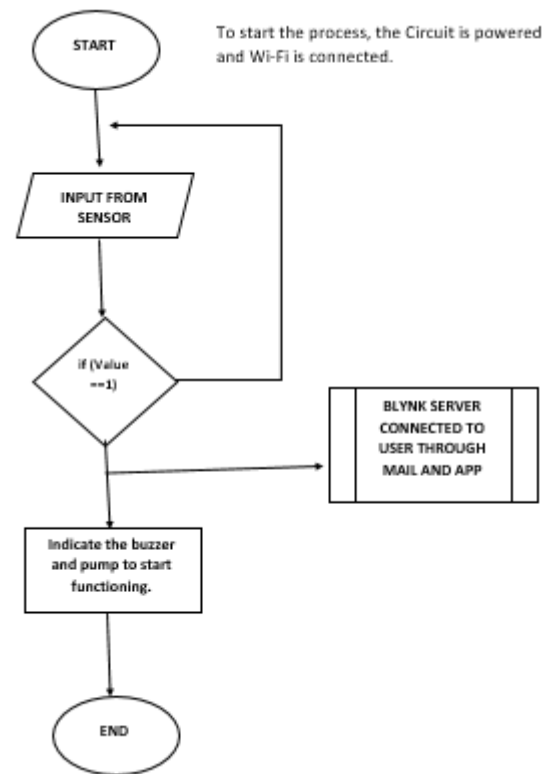 START
To start the process, the Circuit is powered
and Wi-Fi is connected.
INPUT FROM
SENSOR
if (Value
==1)
BLYNK SERVER
CONNECTED TO
USER THROUGH
MAIL AND APP
Indicate the buzzer
and pump to start
functioning.
END